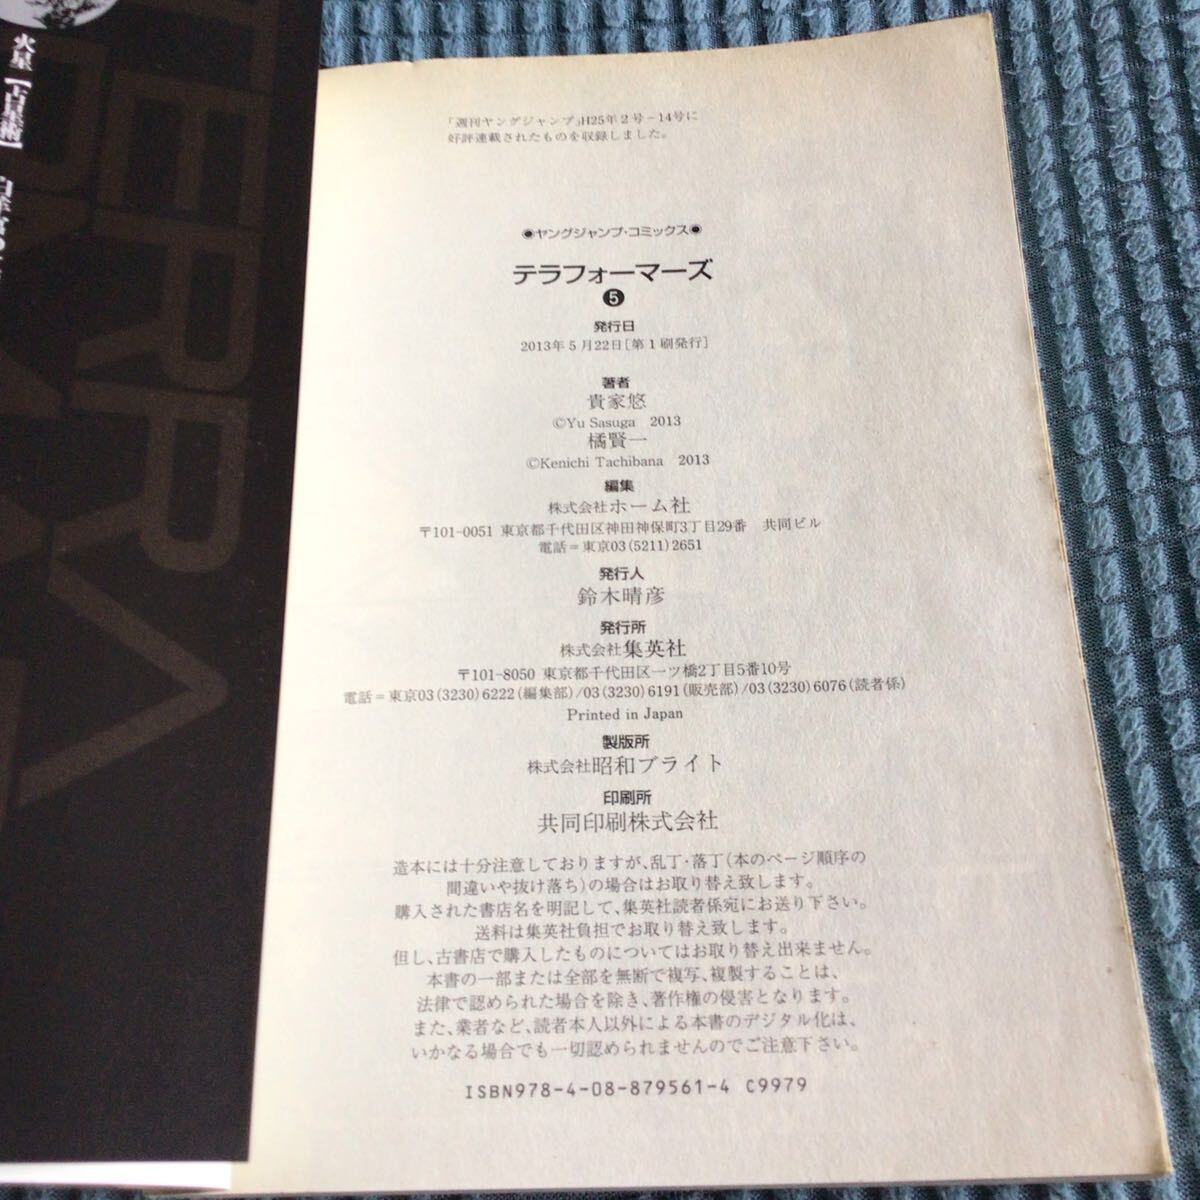 火星【占星術】
TERRA
「週刊ヤングジャンプ」H25年2号－14号に
好評連載されたものを収録しました。
●ヤングジャンプ・コミックス●
テラフォーマーズ
❺
発行日
2013年5月22日［第1刷発行］
著者
貴家悠
©Yu Sasuga 2013
橘賢一
©Kenichi Tachibana 2013
編集
株式会社ホーム社
〒101-0051 東京都千代田区神田神保町3丁目29番 共同ビル
電話＝東京03(5211)2651
発行人
鈴木晴彦
発行所
株式会社集英社
〒101-8050 東京都千代田区一ツ橋2丁目5番10号
電話＝東京03(3230)6222(編集部)/03(3230)6191(販売部)/03(3230)6076(読者係)
Printed in Japan
製版所
株式会社昭和ブライト
印刷所
共同印刷株式会社
造本には十分注意しておりますが、乱丁・落丁(本のページ順序の
間違いや抜け落ち)の場合はお取り替え致します。
購入された書店名を明記して、集英社読者係宛にお送り下さい。
送料は集英社負担でお取り替え致します。
但し、古書店で購入したものについてはお取り替え出来ません。
本書の一部または全部を無断で複写、複製することは、
法律で認められた場合を除き、著作権の侵害となります。
また、業者など、読者本人以外による本書のデジタル化は、
いかなる場合でも一切認められませんのでご注意下さい。
ISBN978-4-08-879561-4 C9979